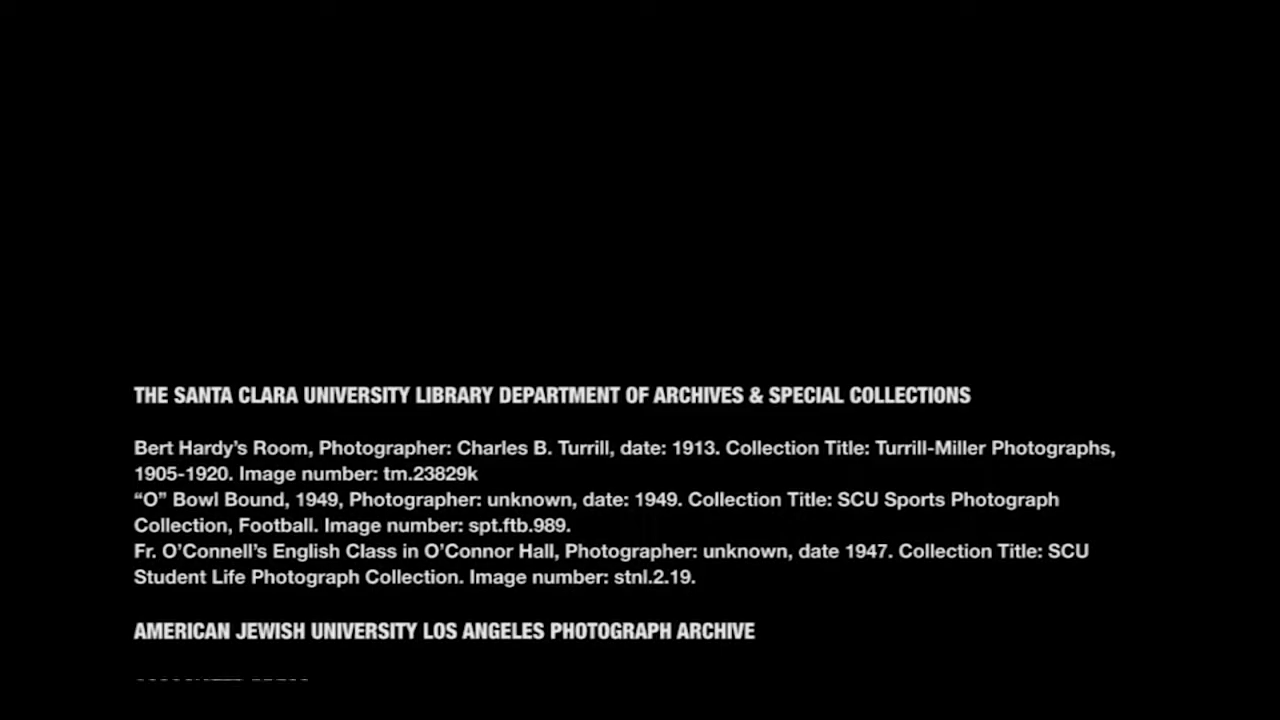 THE SANTA CLARA UNIVERSITY LIBRARY DEPARTMENT OF ARCHIVES & SPECIAL COLLECTIONS
Bert Hardy’s Room, Photographer: Charles B. Turrill, date: 1913. Collection Title: Turrill-Miller Photographs,
1905-1920. Image number: tm.23829k
“O” Bowl Bound, 1949, Photographer: unknown, date: 1949. Collection Title: SCU Sports Photograph
Collection, Football. Image number: spt.ftb.989.
Fr. O’Connell’s English Class in O’Connor Hall, Photographer: unknown, date 1947. Collection Title: SCU
Student Life Photograph Collection. Image number: stnl.2.19.
AMERICAN JEWISH UNIVERSITY LOS ANGELES PHOTOGRAPH ARCHIVE